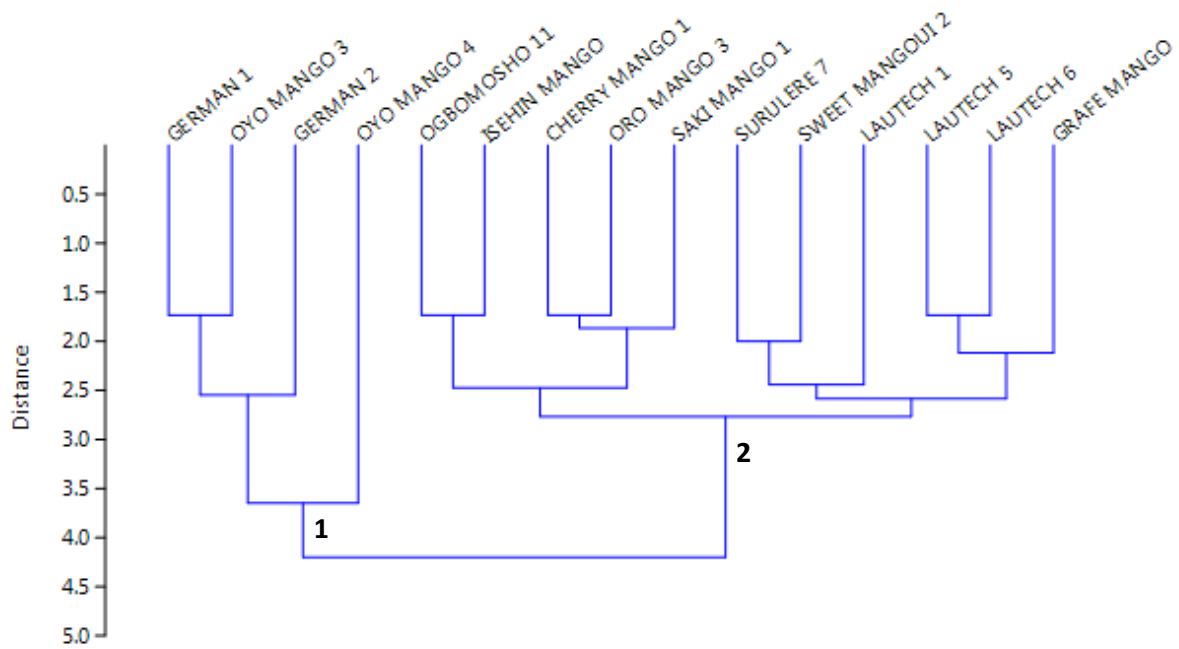 GERMAN 1
OYO MANGO 3
GERMAN 2
OYO MANGO 4
OGBOMOSHO 11
ISEHIN MANGO
CHERRY MANGO 1
ORO MANGO 3
SAKI MANGO 1
SURULERE 7
SWEET MANGOUI 2
LAUTECH 1
LAUTECH 5
LAUTECH 6
GRAFE MANGO
0.5
1.0
1.5
2.0
2.5
3.0
3.5
4.0
4.5
5.0
Distance
1
2